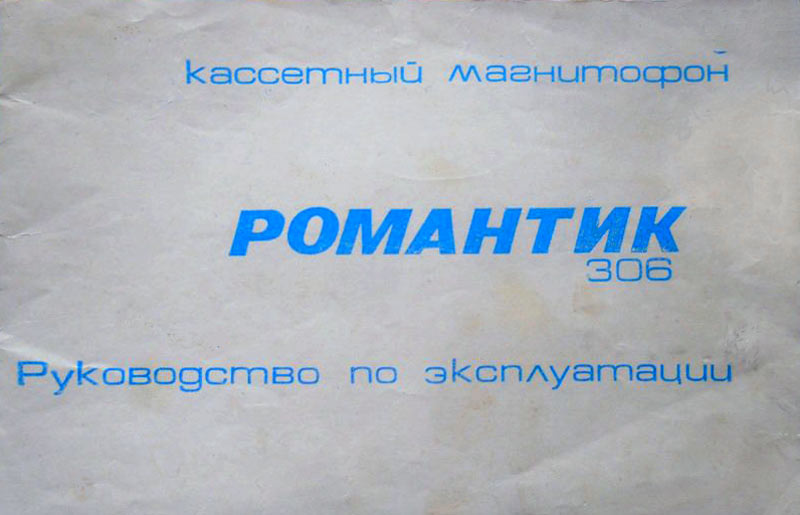 кассетный магнитофон
РОМАНТИК
306
Руководство по эксплуатации